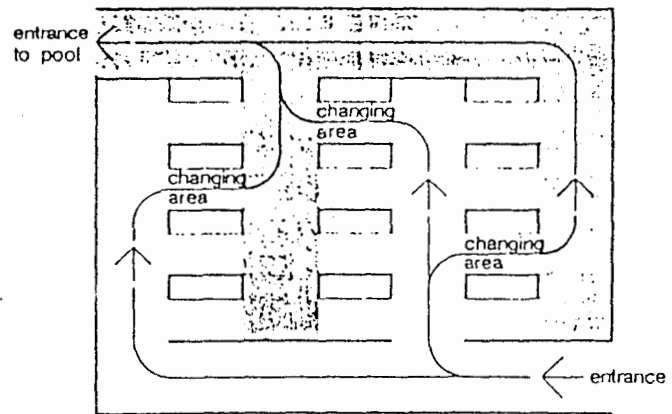 entrance
to pool
changing
area
changing
area
changing
area
entrance